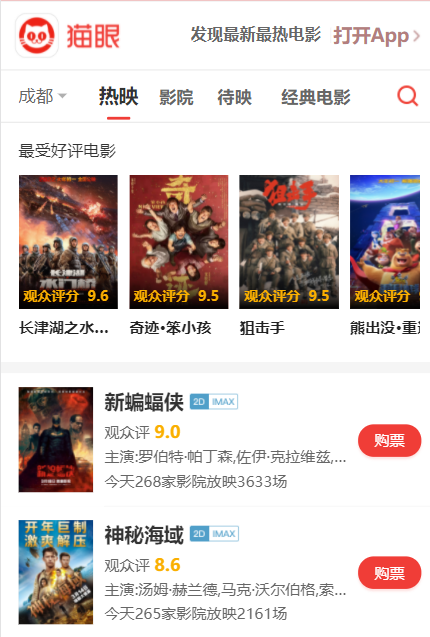 猫眼
发现最新最热电影 打开App
成都 热映 影院 待映 经典电影
最受好评电影
观众评分 9.6 观众评分 9.5 观众评分 9.5 观众评分
长津湖之水... 奇迹·笨小孩 狙击手 熊出没·重
新蝙蝠侠 2D IMAX
观众评 9.0
购票
主演:罗伯特·帕丁森,佐伊·克拉维兹,...
今天268家影院放映3633场
开年巨制
激爽解压
神秘海域 2D IMAX
观众评 8.6
购票
主演:汤姆·赫兰德,马克·沃尔伯格,索...
今天265家影院放映2161场